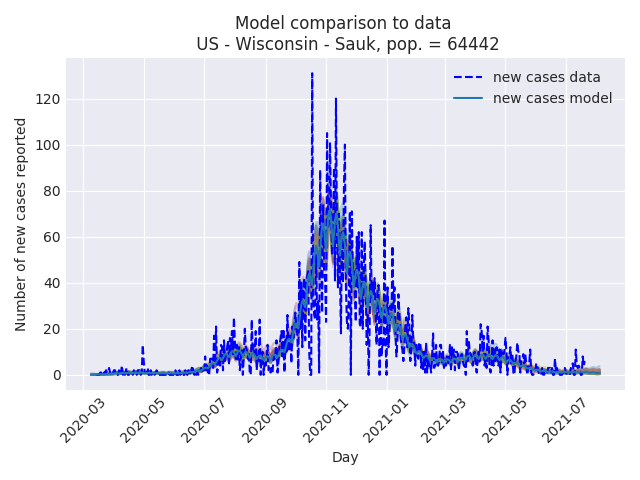 Model comparison to data
US - Wisconsin - Sauk, pop. = 64442
new cases data
new cases model
Number of new cases reported
120
100
80
60
40
20
0
2020-03
2020-05
2020-07
2020-09
2020-11
2021-01
2021-03
2021-05
2021-07
Day